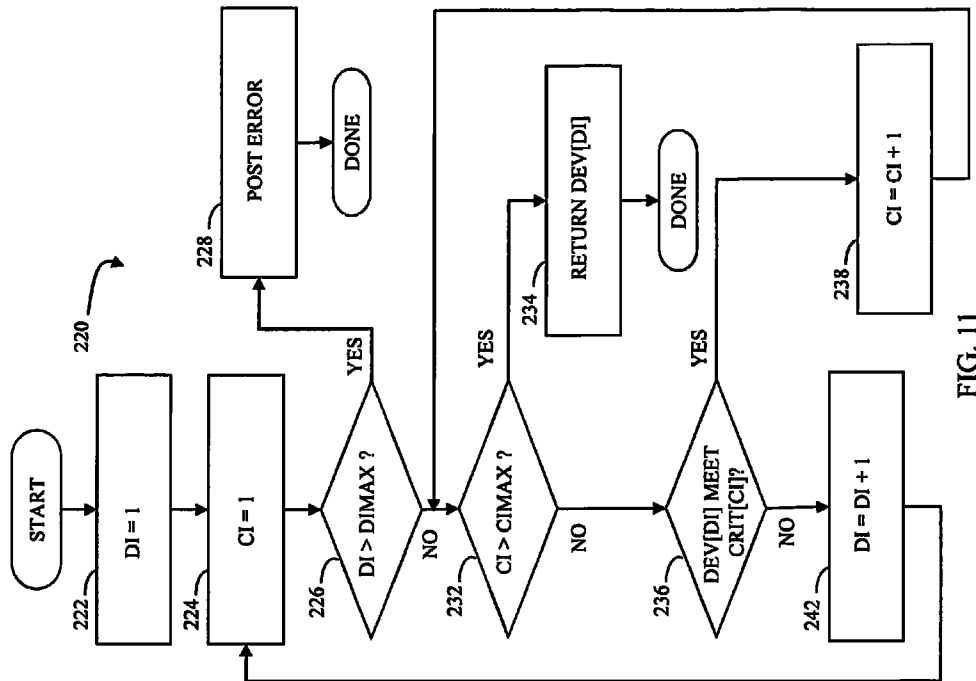 220
START
222
DI = 1
224
CI = 1
226
DI > DIMAX ?
YES
NO
228
POST ERROR
DONE
232
CI > CIMAX ?
YES
NO
234
RETURN DEV[DI]
DONE
236
DEV[DI] MEET
CRIT[CI]?
YES
NO
238
CI = CI + 1
242
DI = DI + 1
FIG. 11